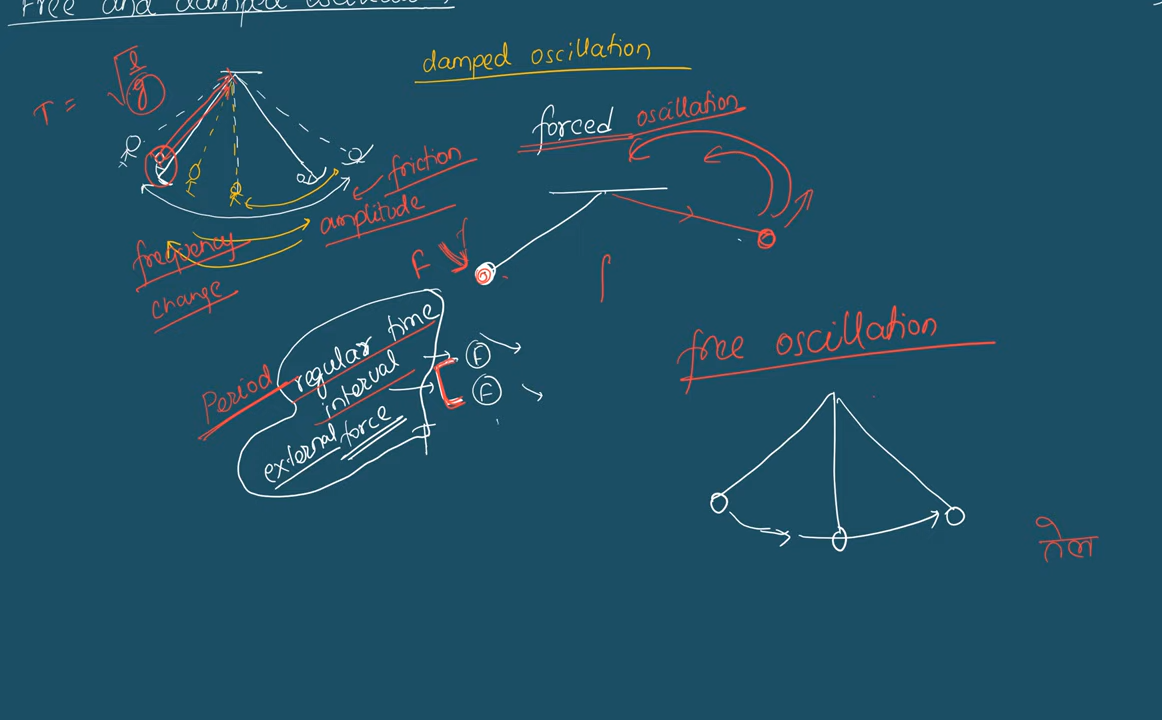 Free and damped oscillation
damped oscillation
T = √l/g
forced oscillation
friction
amplitude
frequency
change
F
Period regular time
interval
external force
F
F
free oscillation
तेल